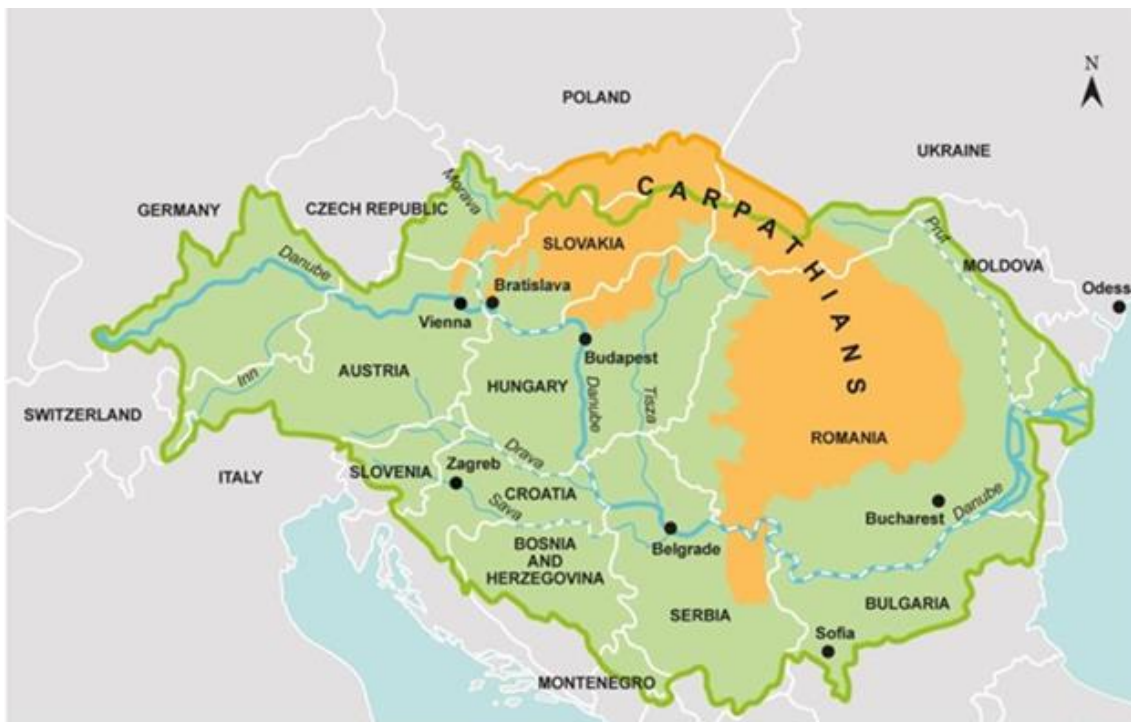 N
POLAND
UKRAINE
CARPATHIANS
Morava
GERMANY
CZECH REPUBLIC
SLOVAKIA
Prut
MOLDOVA
Danube
Bratislava
Odess
Vienna
Budapest
Inn
AUSTRIA
HUNGARY
Danube
Tisza
SWITZERLAND
ROMANIA
ITALY
SLOVENIA
Zagreb
Drava
CROATIA
Sava
Bucharest
Danube
Belgrade
BOSNIA
AND
HERZEGOVINA
BULGARIA
SERBIA
Sofia
MONTENEGRO